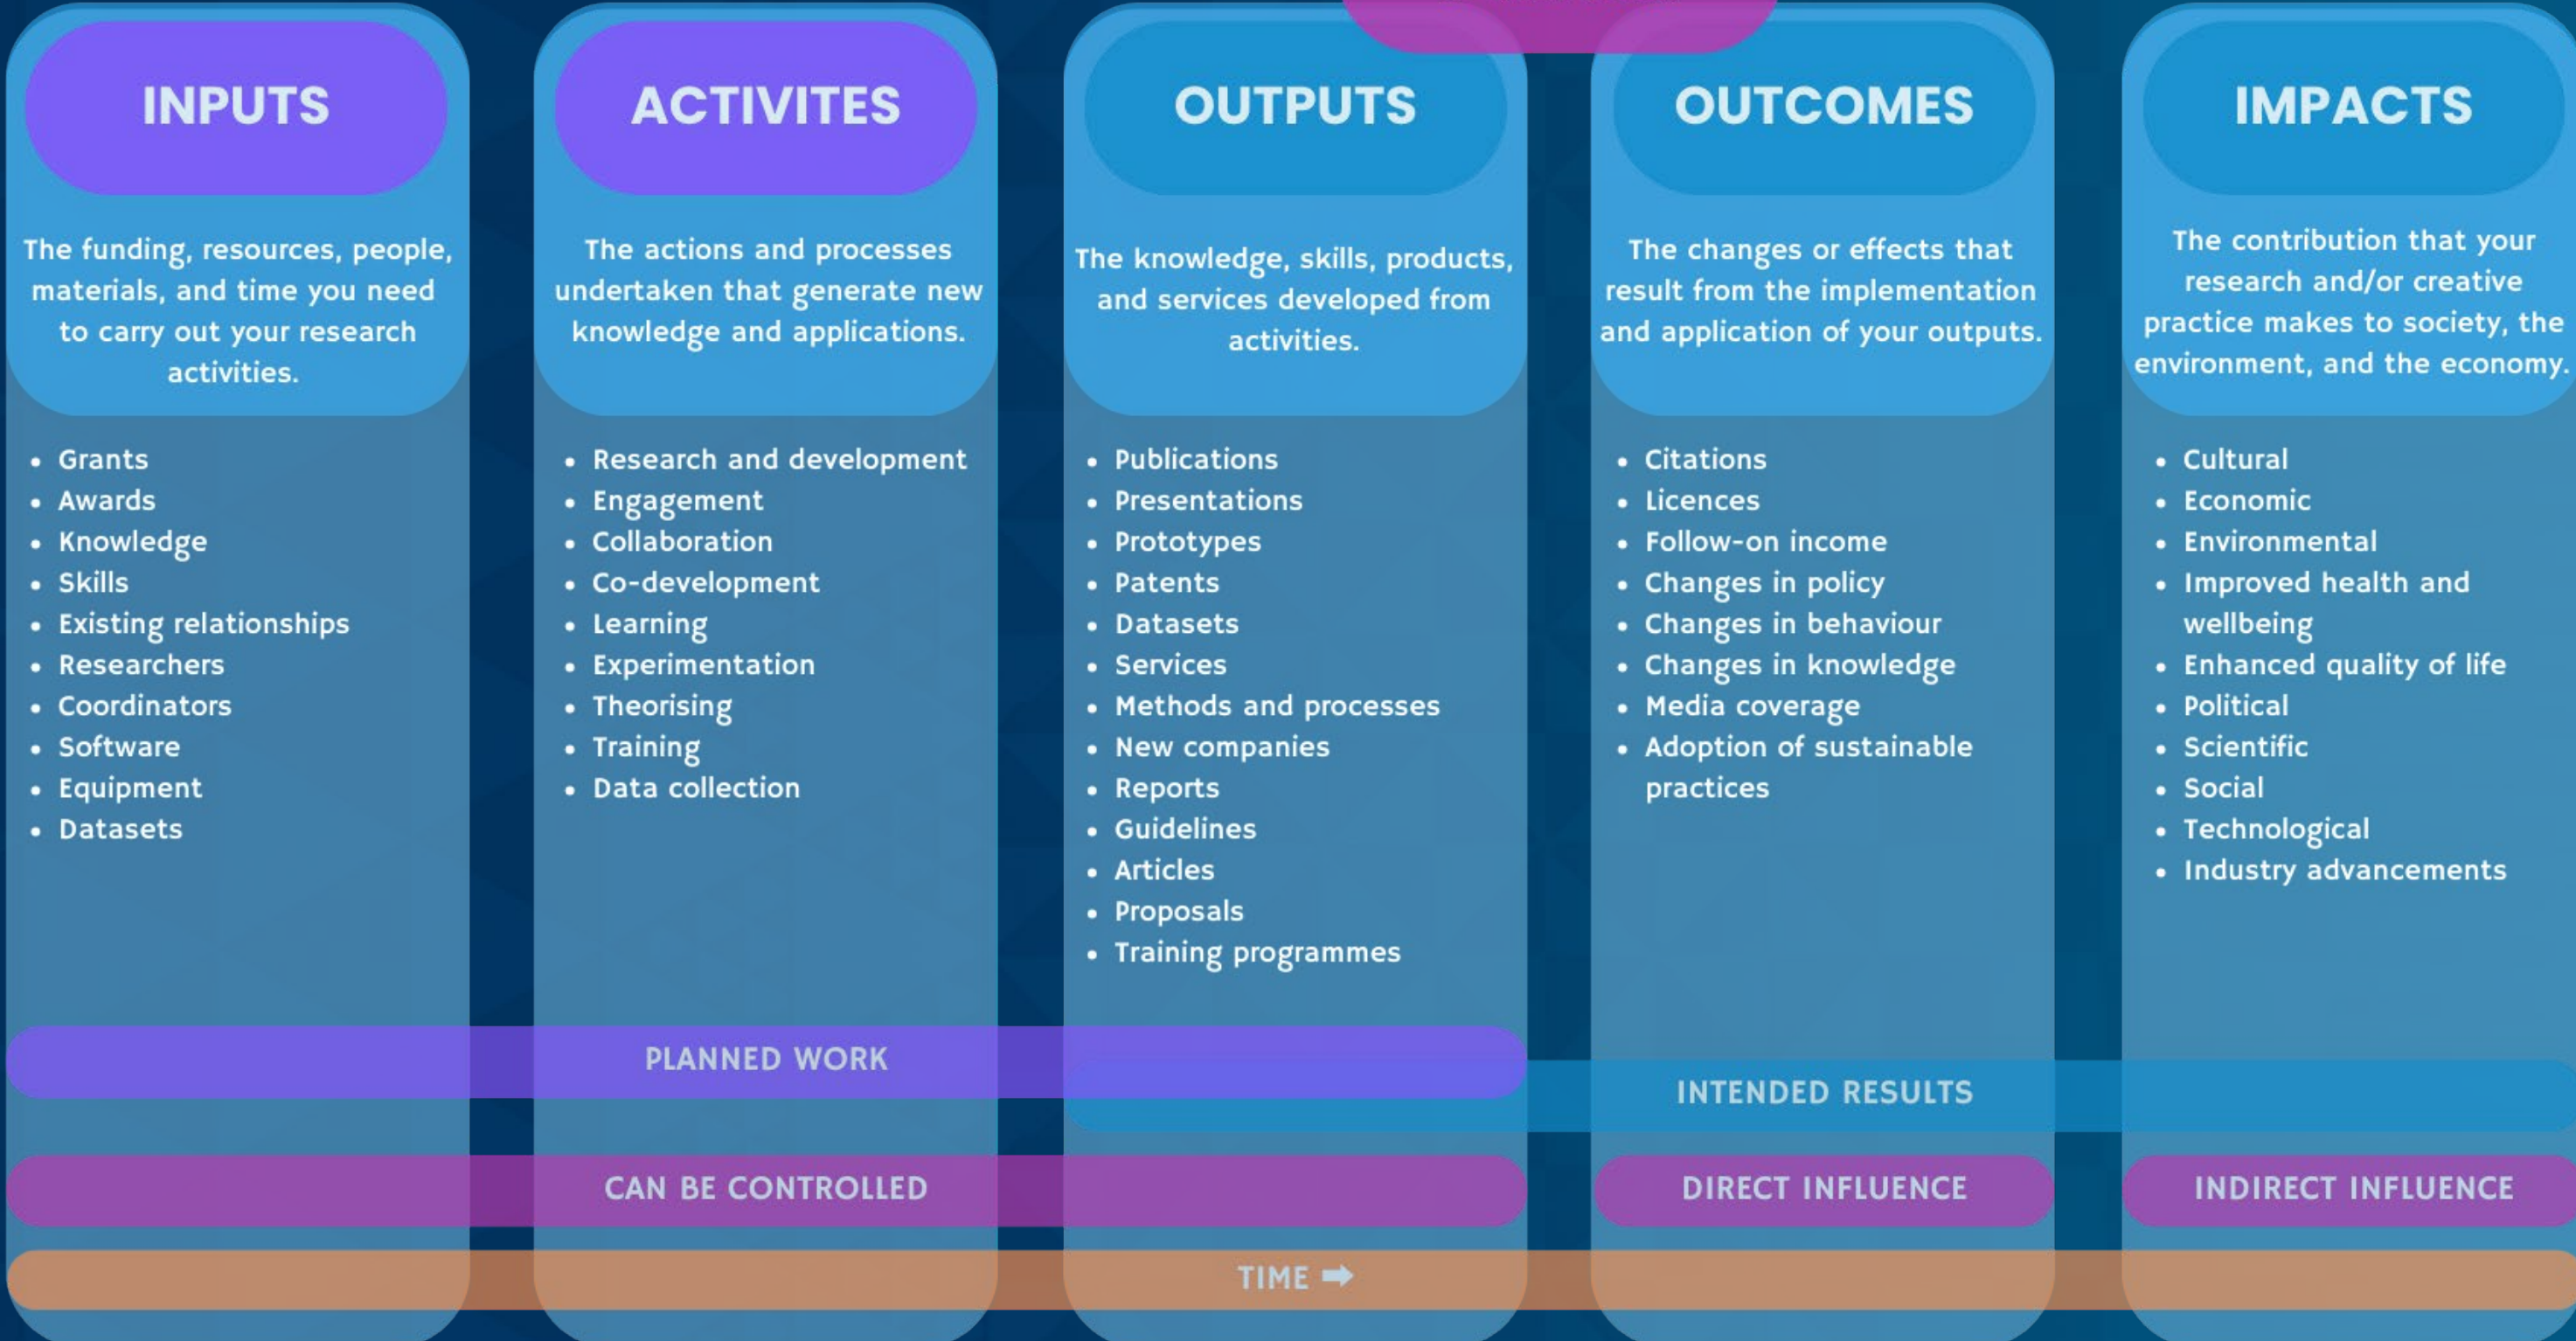 INPUTS
The funding, resources, people,
materials, and time you need
to carry out your research
activities.
• Grants
• Awards
• Knowledge
• Skills
• Existing relationships
• Researchers
• Coordinators
• Software
• Equipment
• Datasets
ACTIVITES
The actions and processes
undertaken that generate new
knowledge and applications.
• Research and development
• Engagement
• Collaboration
• Co-development
• Learning
• Experimentation
• Theorising
• Training
• Data collection
OUTPUTS
The knowledge, skills, products,
and services developed from
activities.
• Publications
• Presentations
• Prototypes
• Patents
• Datasets
• Services
• Methods and processes
• New companies
• Reports
• Guidelines
• Articles
• Proposals
• Training programmes
OUTCOMES
The changes or effects that
result from the implementation
and application of your outputs.
• Citations
• Licences
• Follow-on income
• Changes in policy
• Changes in behaviour
• Changes in knowledge
• Media coverage
• Adoption of sustainable
practices
IMPACTS
The contribution that your
research and/or creative
practice makes to society, the
environment, and the economy.
• Cultural
• Economic
• Environmental
• Improved health and
wellbeing
• Enhanced quality of life
• Political
• Scientific
• Social
• Technological
• Industry advancements
PLANNED WORK
INTENDED RESULTS
CAN BE CONTROLLED
DIRECT INFLUENCE
INDIRECT INFLUENCE
TIME ➡